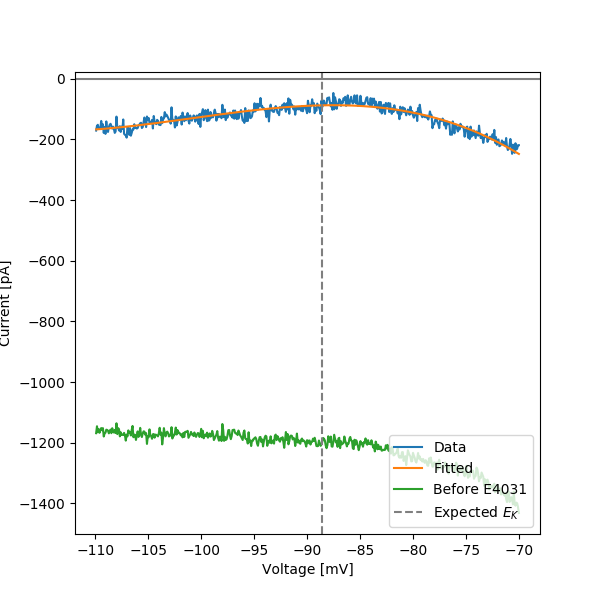 0
−200
−400
−600
−800
−1000
−1200
−1400
Current [pA]
−110 −105 −100 −95 −90 −85 −80 −75 −70
Voltage [mV]
Data
Fitted
Before E4031
Expected E_K